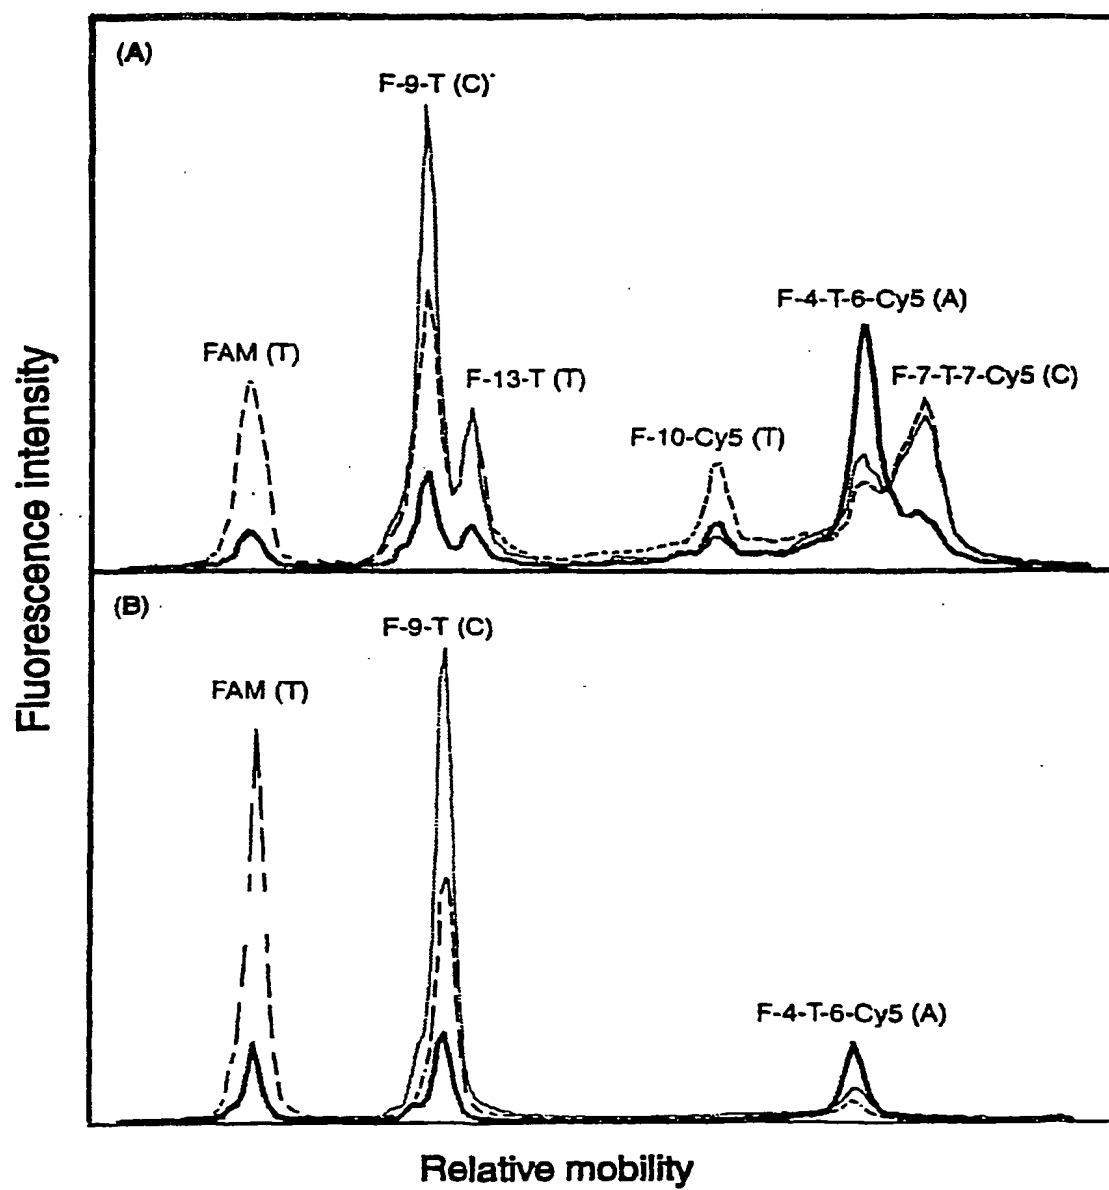 (A)
F-9-T (C)
FAM (T)
F-13-T (T)
F-10-Cy5 (T)
F-4-T-6-Cy5 (A)
F-7-T-7-Cy5 (C)
Fluorescence intensity
(B)
F-9-T (C)
FAM (T)
F-4-T-6-Cy5 (A)
Relative mobility